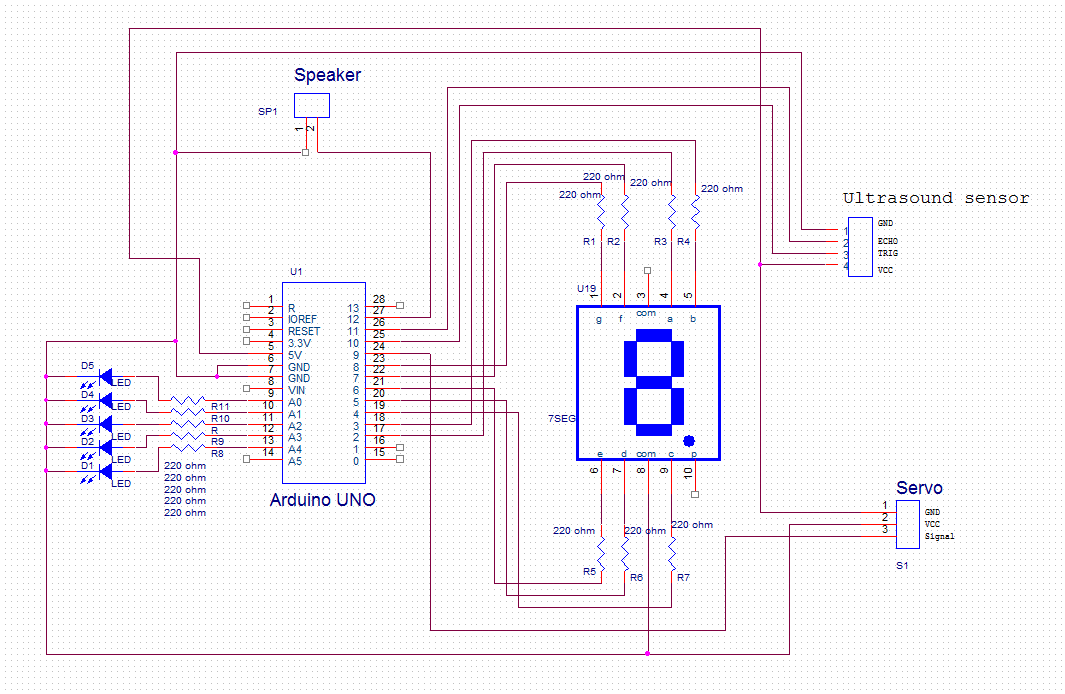 Speaker
SP1
1
2
220 ohm
220 ohm
220 ohm
220 ohm
R1
R2
R3
R4
Ultrasound sensor
1
GND
2
ECHO
3
TRIG
4
VCC
U1
1
R
2
IOREF
3
RESET
4
3.3V
5
5V
6
GND
7
GND
8
VIN
9
A0
10
A1
11
A2
12
A3
13
A4
14
A5
13
28
12
27
11
26
10
25
9
24
8
23
7
22
6
21
5
20
4
19
3
18
2
17
1
16
0
15
Arduino UNO
D5
LED
D4
LED
D3
LED
D2
LED
D1
LED
R11
R10
R
R9
R8
220 ohm
220 ohm
220 ohm
220 ohm
220 ohm
U19
1
2
3
4
5
g
f
com
a
b
7SEG
e
d
com
c
p
6
7
8
9
10
220 ohm
220 ohm
220 ohm
R5
R6
R7
Servo
1
GND
2
VCC
3
Signal
S1